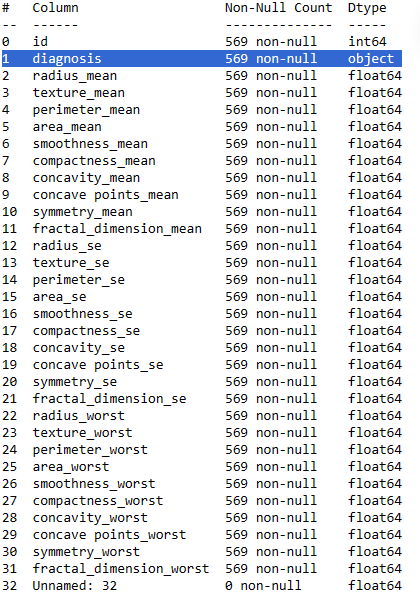 #   Column                   Non-Null Count  Dtype
--  ------                   --------------  -----
0   id                       569 non-null    int64
1   diagnosis                569 non-null    object
2   radius_mean              569 non-null    float64
3   texture_mean             569 non-null    float64
4   perimeter_mean           569 non-null    float64
5   area_mean                569 non-null    float64
6   smoothness_mean          569 non-null    float64
7   compactness_mean         569 non-null    float64
8   concavity_mean           569 non-null    float64
9   concave points_mean      569 non-null    float64
10  symmetry_mean            569 non-null    float64
11  fractal_dimension_mean   569 non-null    float64
12  radius_se                569 non-null    float64
13  texture_se               569 non-null    float64
14  perimeter_se             569 non-null    float64
15  area_se                  569 non-null    float64
16  smoothness_se            569 non-null    float64
17  compactness_se           569 non-null    float64
18  concavity_se             569 non-null    float64
19  concave points_se        569 non-null    float64
20  symmetry_se              569 non-null    float64
21  fractal_dimension_se     569 non-null    float64
22  radius_worst             569 non-null    float64
23  texture_worst            569 non-null    float64
24  perimeter_worst          569 non-null    float64
25  area_worst               569 non-null    float64
26  smoothness_worst         569 non-null    float64
27  compactness_worst        569 non-null    float64
28  concavity_worst          569 non-null    float64
29  concave points_worst     569 non-null    float64
30  symmetry_worst           569 non-null    float64
31  fractal_dimension_worst  569 non-null    float64
32  Unnamed: 32              0 non-null      float64